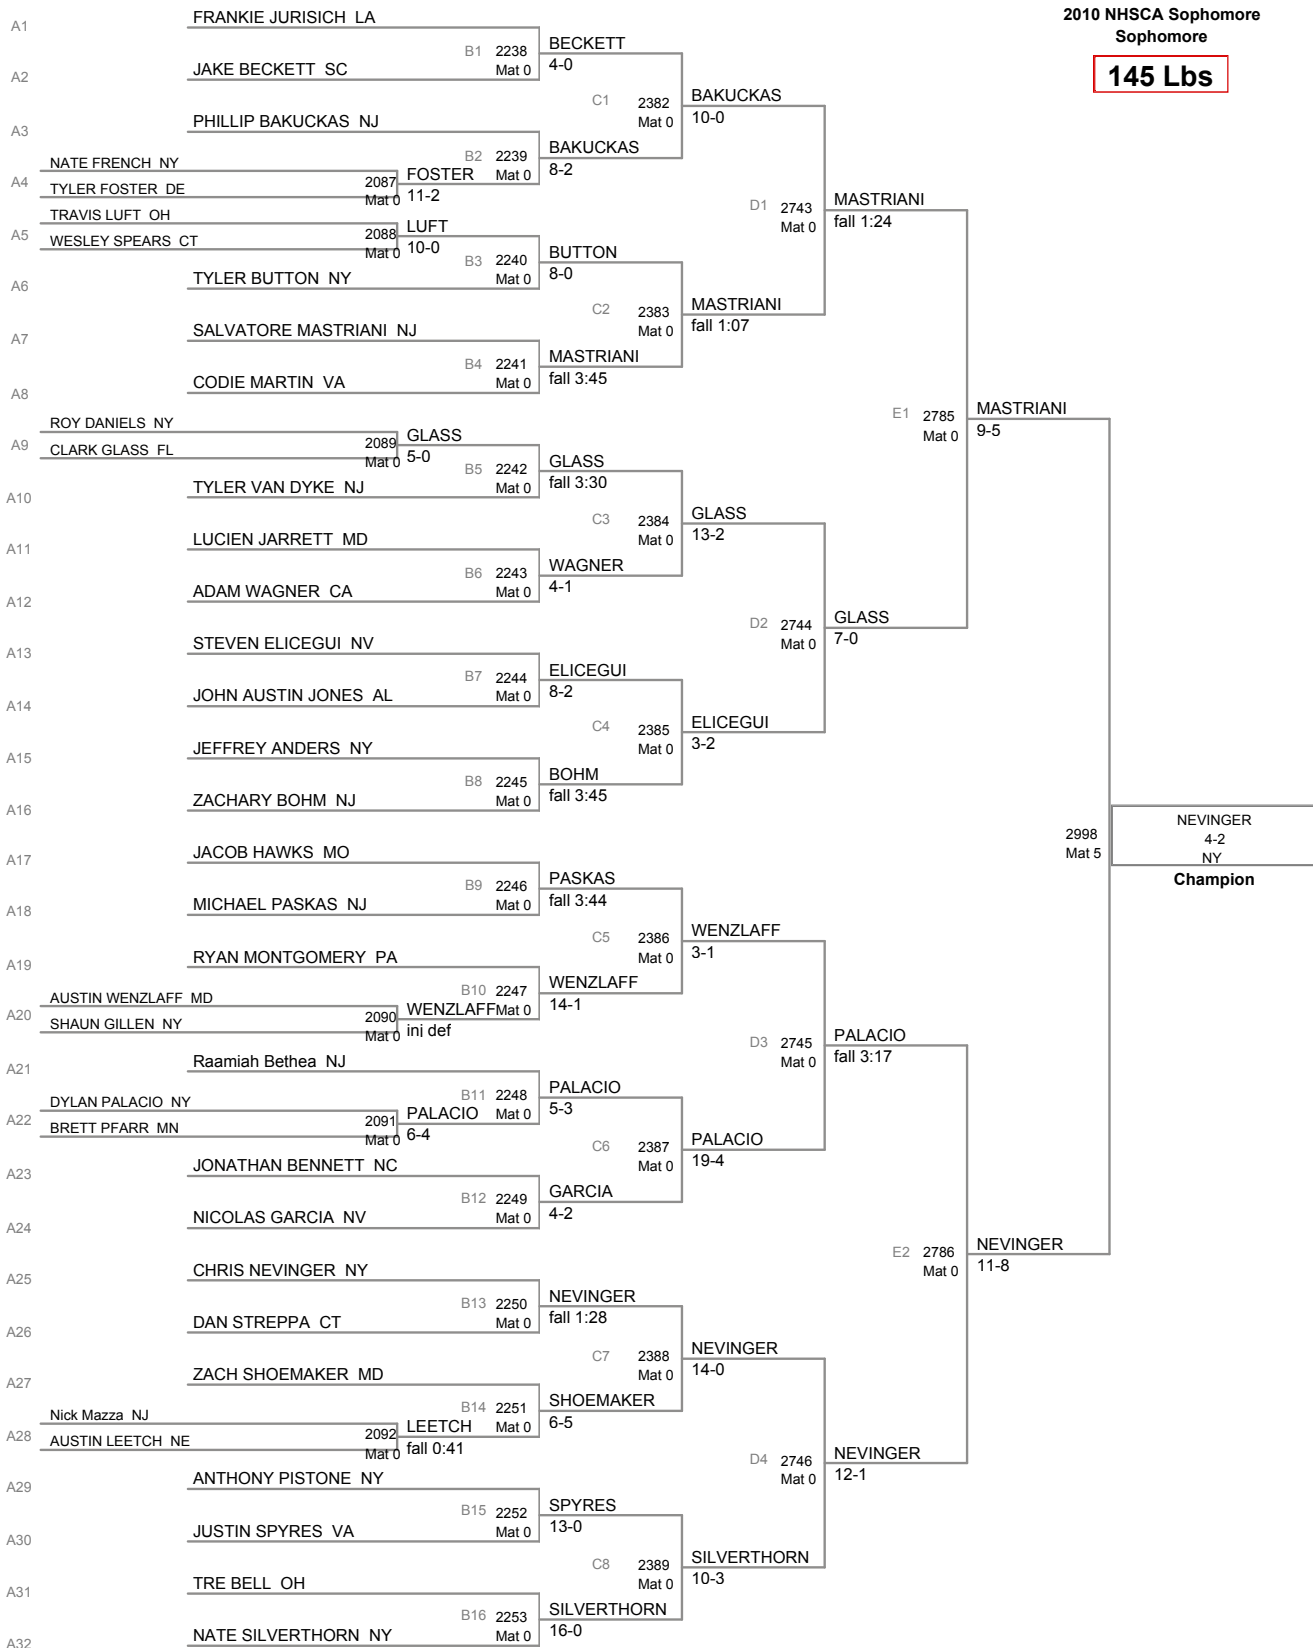 2010 NHSCA Sophomore
Sophomore
145 Lbs
A1
FRANKIE JURISICH LA
B1 2238
Mat 0
BECKETT
4-0
A2
JAKE BECKETT SC
C1 2382
Mat 0
BAKUCKAS
10-0
A3
PHILLIP BAKUCKAS NJ
B2 2239
Mat 0
BAKUCKAS
8-2
A4
NATE FRENCH NY
TYLER FOSTER DE
2087
Mat 0
FOSTER
11-2
D1 2743
Mat 0
MASTRIANI
fall 1:24
A5
TRAVIS LUFT OH
WESLEY SPEARS CT
2088
Mat 0
LUFT
10-0
B3 2240
Mat 0
BUTTON
8-0
A6
TYLER BUTTON NY
C2 2383
Mat 0
MASTRIANI
fall 1:07
A7
SALVATORE MASTRIANI NJ
B4 2241
Mat 0
MASTRIANI
fall 3:45
A8
CODIE MARTIN VA
E1 2785
Mat 0
MASTRIANI
9-5
A9
ROY DANIELS NY
CLARK GLASS FL
2089
Mat 0
GLASS
5-0
B5 2242
Mat 0
GLASS
fall 3:30
A10
TYLER VAN DYKE NJ
C3 2384
Mat 0
GLASS
13-2
A11
LUCIEN JARRETT MD
B6 2243
Mat 0
WAGNER
4-1
A12
ADAM WAGNER CA
D2 2744
Mat 0
GLASS
7-0
A13
STEVEN ELICEGUI NV
B7 2244
Mat 0
ELICEGUI
8-2
A14
JOHN AUSTIN JONES AL
C4 2385
Mat 0
ELICEGUI
3-2
A15
JEFFREY ANDERS NY
B8 2245
Mat 0
BOHM
fall 3:45
A16
ZACHARY BOHM NJ
2998
Mat 5
NEVINGER
4-2
NY
Champion
A17
JACOB HAWKS MO
B9 2246
Mat 0
PASKAS
fall 3:44
A18
MICHAEL PASKAS NJ
C5 2386
Mat 0
WENZLAFF
3-1
A19
RYAN MONTGOMERY PA
B10 2247
Mat 0
WENZLAFF
14-1
A20
AUSTIN WENZLAFF MD
SHAUN GILLEN NY
2090
Mat 0
WENZLAFF
inj def
D3 2745
Mat 0
PALACIO
fall 3:17
A21
Raamiah Bethea NJ
B11 2248
Mat 0
PALACIO
5-3
A22
DYLAN PALACIO NY
BRETT PFARR MN
2091
Mat 0
PALACIO
6-4
C6 2387
Mat 0
PALACIO
19-4
A23
JONATHAN BENNETT NC
B12 2249
Mat 0
GARCIA
4-2
A24
NICOLAS GARCIA NV
E2 2786
Mat 0
NEVINGER
11-8
A25
CHRIS NEVINGER NY
B13 2250
Mat 0
NEVINGER
fall 1:28
A26
DAN STREPPA CT
C7 2388
Mat 0
NEVINGER
14-0
A27
ZACH SHOEMAKER MD
B14 2251
Mat 0
SHOEMAKER
6-5
A28
Nick Mazza NJ
AUSTIN LEETCH NE
2092
Mat 0
LEETCH
fall 0:41
D4 2746
Mat 0
NEVINGER
12-1
A29
ANTHONY PISTONE NY
B15 2252
Mat 0
SPYRES
13-0
A30
JUSTIN SPYRES VA
C8 2389
Mat 0
SILVERTHORN
10-3
A31
TRE BELL OH
B16 2253
Mat 0
SILVERTHORN
16-0
A32
NATE SILVERTHORN NY